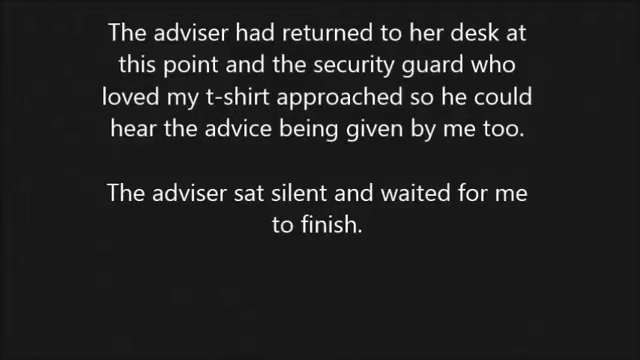 The adviser had returned to her desk at
this point and the security guard who
loved my t-shirt approached so he could
hear the advice being given by me too.
The adviser sat silent and waited for me
to finish.